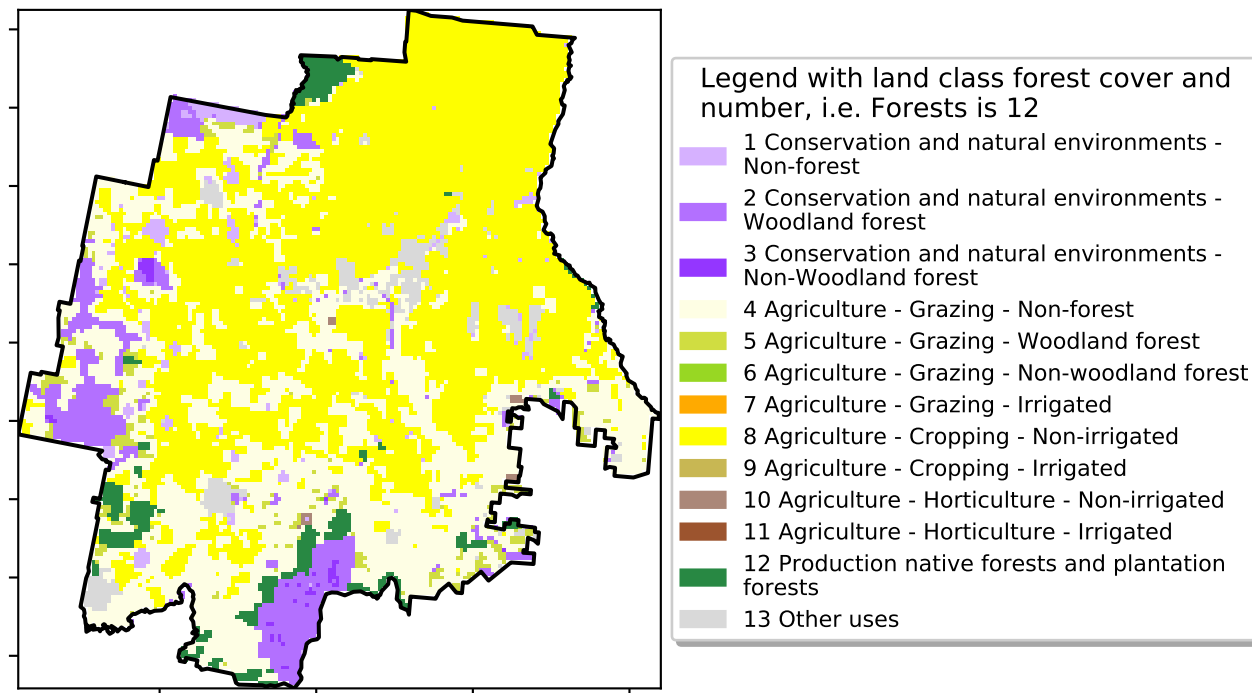 Legend with land class forest cover and
number, i.e. Forests is 12
1 Conservation and natural environments -
Non-forest
2 Conservation and natural environments -
Woodland forest
3 Conservation and natural environments -
Non-Woodland forest
4 Agriculture - Grazing - Non-forest
5 Agriculture - Grazing - Woodland forest
6 Agriculture - Grazing - Non-woodland forest
7 Agriculture - Grazing - Irrigated
8 Agriculture - Cropping - Non-irrigated
9 Agriculture - Cropping - Irrigated
10 Agriculture - Horticulture - Non-irrigated
11 Agriculture - Horticulture - Irrigated
12 Production native forests and plantation
forests
13 Other uses